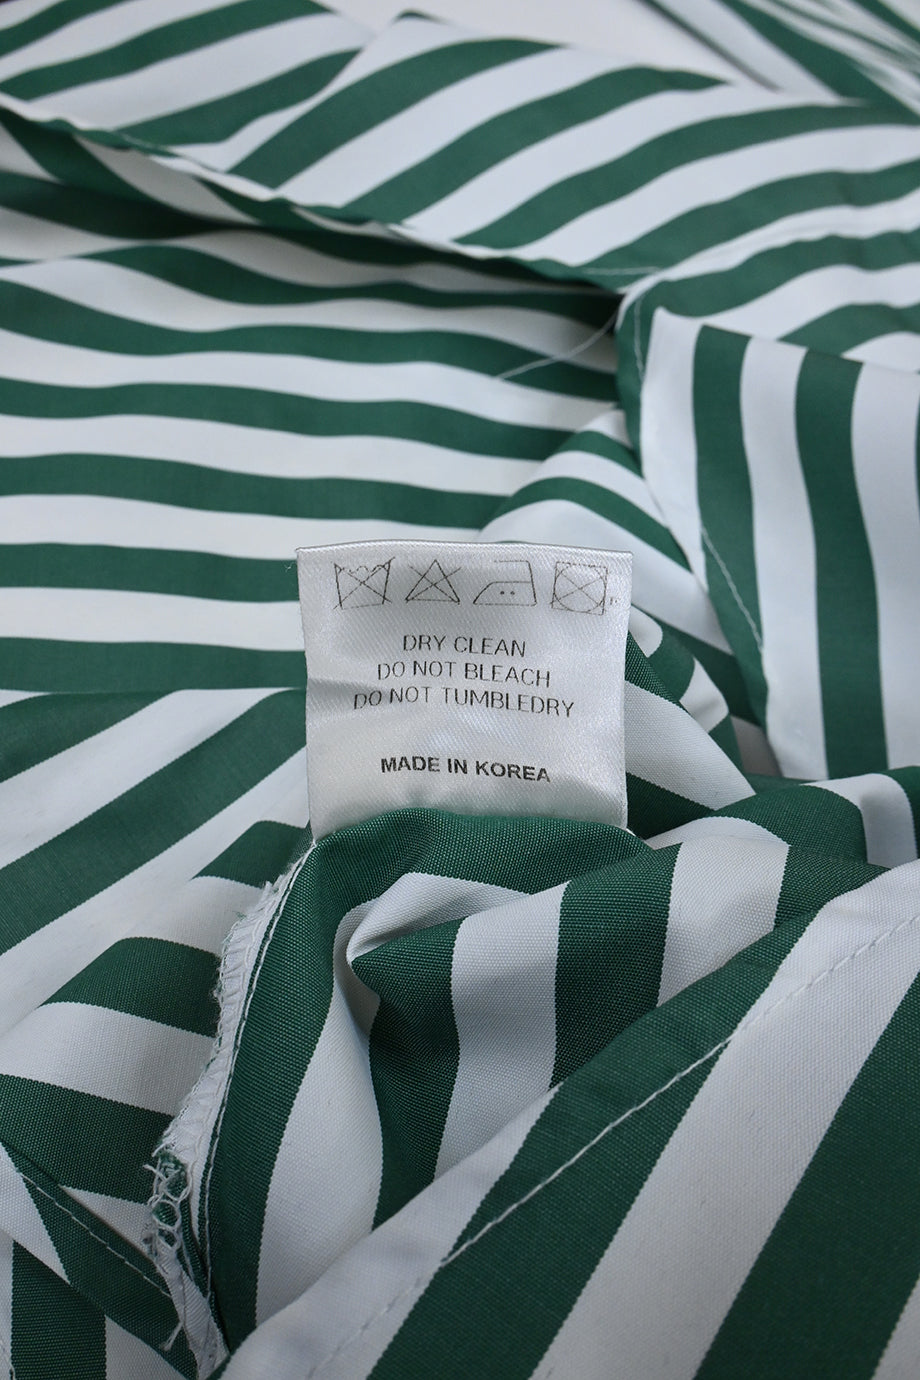 DRY CLEAN
DO NOT BLEACH
DO NOT TUMBLEDRY
MADE IN KOREA